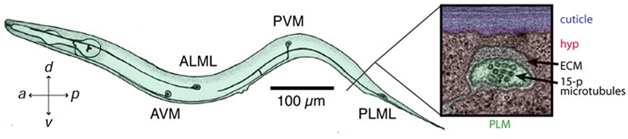 PVM
cuticle
hyp
ALML
ECM
d
15-p
microtubules
a
p
100 µm
v
AVM
PLML
PLM